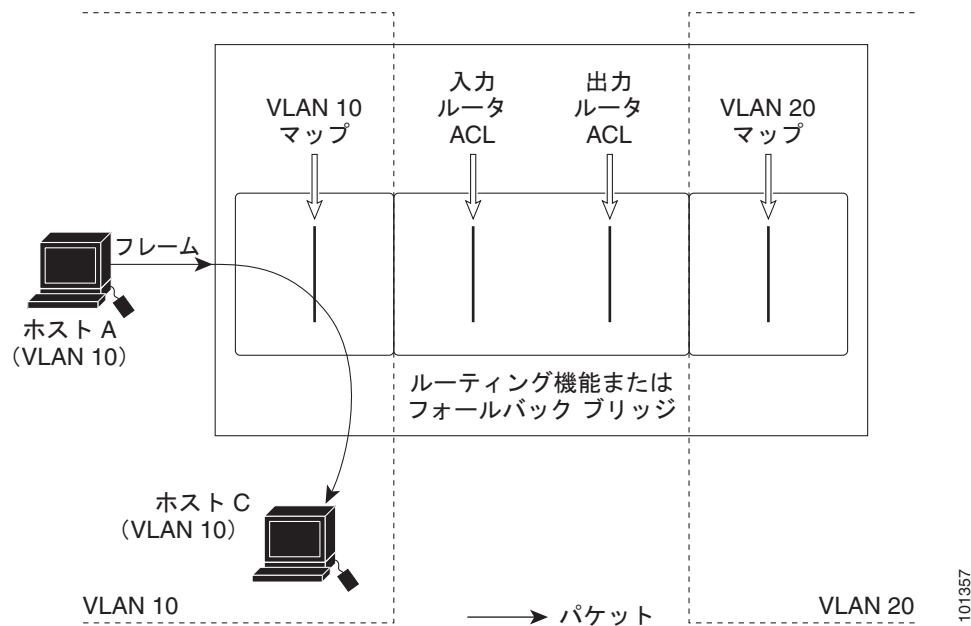 VLAN 10
マップ
入力
ルータ
ACL
出力
ルータ
ACL
VLAN 20
マップ
フレーム
ホスト A
（VLAN 10）
ルーティング機能または
フォールバック ブリッジ
ホスト C
（VLAN 10）
VLAN 10
パケット
VLAN 20
101357